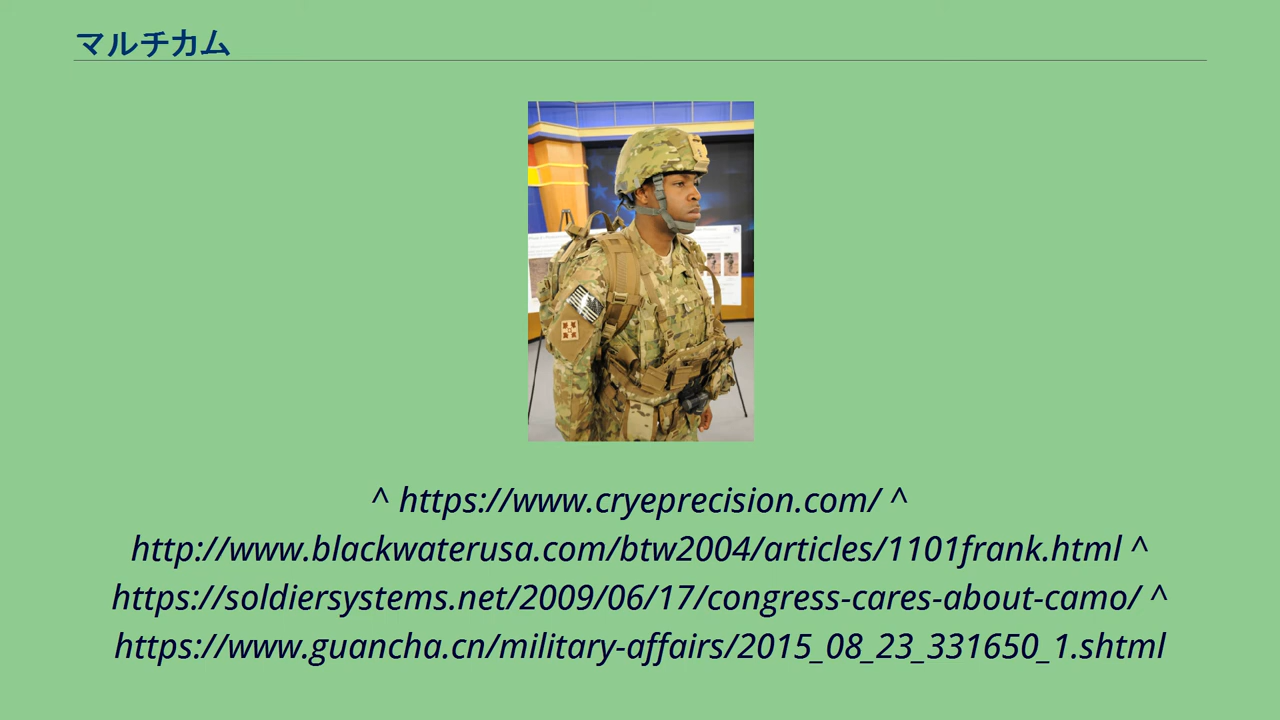 マルチカム
^ https://www.cryeprecision.com/ ^
http://www.blackwaterusa.com/btw2004/articles/1101frank.html ^
https://soldiersystems.net/2009/06/17/congress-cares-about-camo/ ^
https://www.guancha.cn/military-affairs/2015_08_23_331650_1.shtml